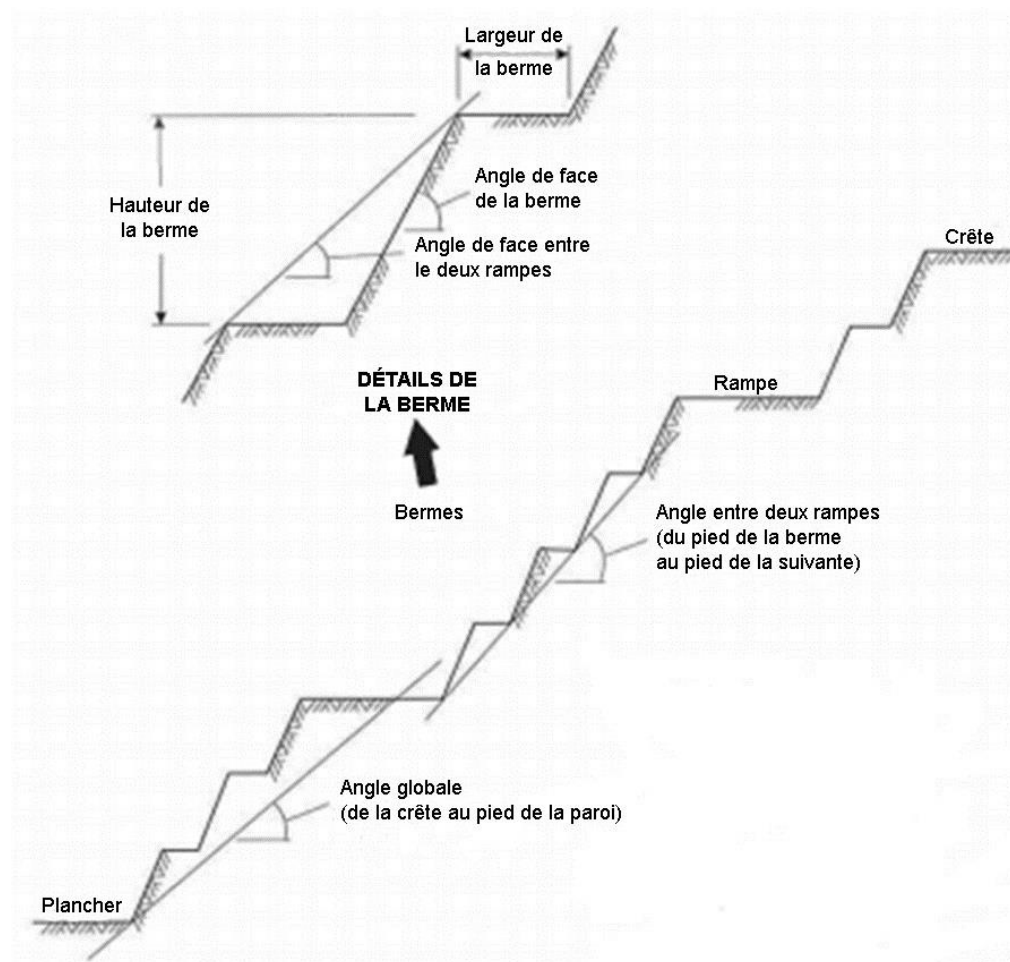 Largeur de
la berme
Hauteur de
la berme
Angle de face
de la berme
Angle de face entre
le deux rampes
Crête
DÉTAILS DE
LA BERME
Rampe
Bermes
Angle entre deux rampes
(du pied de la berme
au pied de la suivante)
Angle globale
(de la crête au pied de la paroi)
Plancher